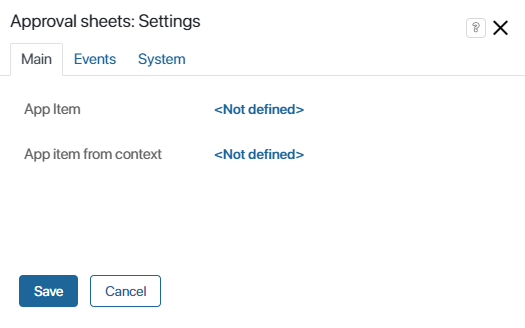 Approval sheets: Settings
?
Main Events System
App Item <Not defined>
App item from context <Not defined>
Save Cancel